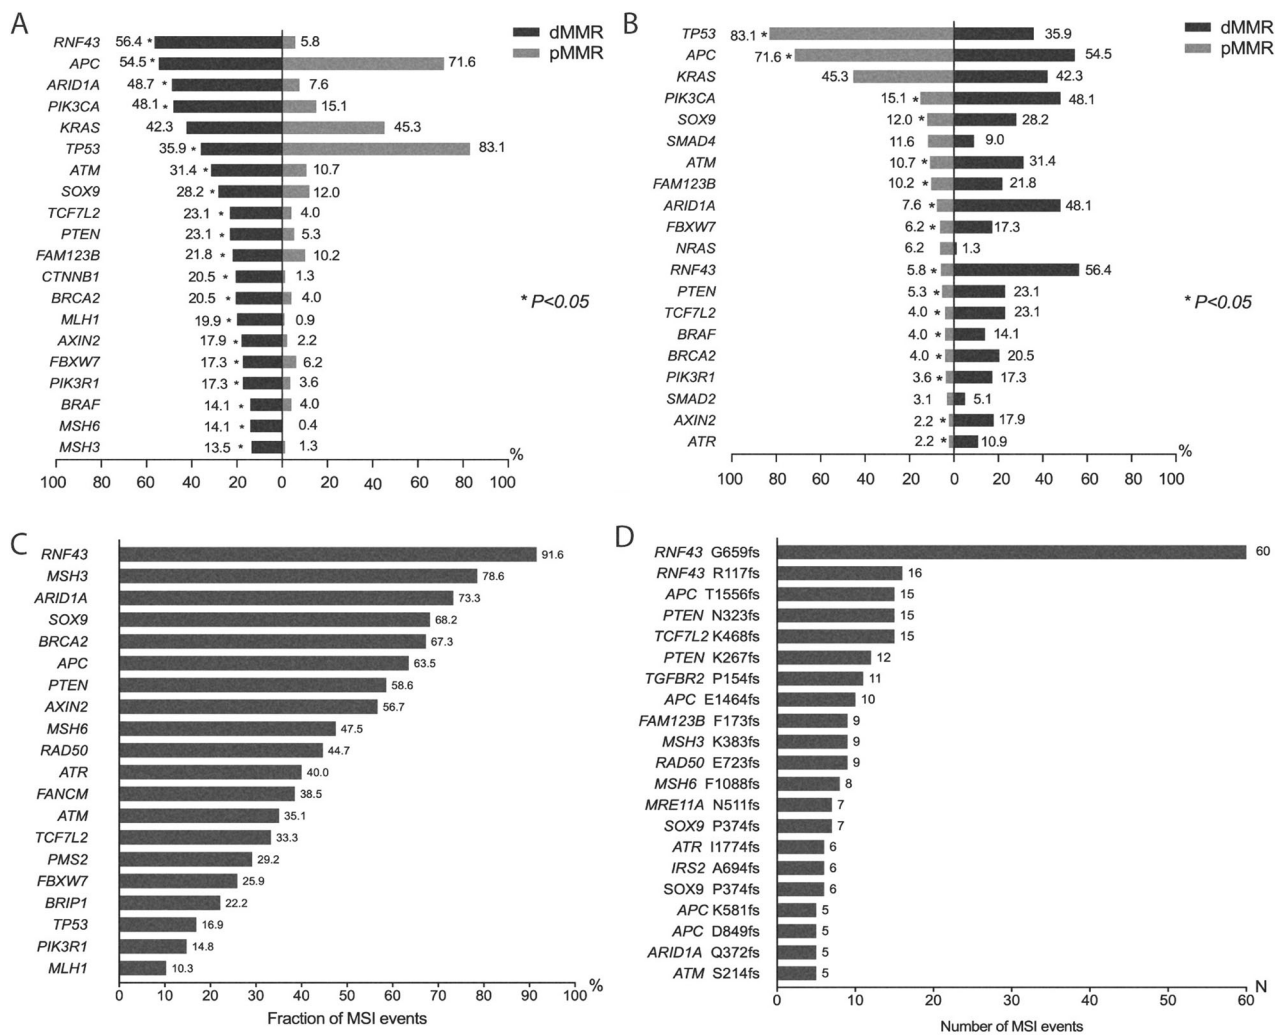 A
dMMR
pMMR
RNF43 56.4 * 5.8
APC 54.5 * 71.6
ARID1A 48.7 * 7.6
PIK3CA 48.1 * 15.1
KRAS 42.3 45.3
TP53 35.9 * 83.1
ATM 31.4 * 10.7
SOX9 28.2 * 12.0
TCF7L2 23.1 * 4.0
PTEN 23.1 * 5.3
FAM123B 21.8 * 10.2
CTNNB1 20.5 * 1.3
BRCA2 20.5 * 4.0
MLH1 19.9 * 0.9
AXIN2 17.9 * 2.2
FBXW7 17.3 * 6.2
PIK3R1 17.3 * 3.6
BRAF 14.1 * 4.0
MSH6 14.1 * 0.4
MSH3 13.5 * 1.3
* P<0.05
%
100 80 60 40 20 0 20 40 60 80 100
B
dMMR
pMMR
TP53 83.1 * 35.9
APC 71.6 * 54.5
KRAS 45.3 42.3
PIK3CA 15.1 * 48.1
SOX9 12.0 * 28.2
SMAD4 11.6 9.0
ATM 10.7 * 31.4
FAM123B 10.2 * 21.8
ARID1A 7.6 * 48.1
FBXW7 6.2 * 17.3
NRAS 6.2 1.3
RNF43 5.8 * 56.4
PTEN 5.3 * 23.1
TCF7L2 4.0 * 23.1
BRAF 4.0 * 14.1
BRCA2 4.0 * 20.5
PIK3R1 3.6 * 17.3
SMAD2 3.1 5.1
AXIN2 2.2 * 17.9
ATR 2.2 * 10.9
* P<0.05
%
100 80 60 40 20 0 20 40 60 80 100
C
RNF43 91.6
MSH3 78.6
ARID1A 73.3
SOX9 68.2
BRCA2 67.3
APC 63.5
PTEN 58.6
AXIN2 56.7
MSH6 47.5
RAD50 44.7
ATR 40.0
FANCM 38.5
ATM 35.1
TCF7L2 33.3
PMS2 29.2
FBXW7 25.9
BRIP1 22.2
TP53 16.9
PIK3R1 14.8
MLH1 10.3
0 10 20 30 40 50 60 70 80 90 100 %
Fraction of MSI events
D
RNF43 G659fs 60
RNF43 R117fs 16
APC T1556fs 15
PTEN N323fs 15
TCF7L2 K468fs 15
PTEN K267fs 12
TGFBR2 P154fs 11
APC E1464fs 10
FAM123B F173fs 9
MSH3 K383fs 9
RAD50 E723fs 9
MSH6 F1088fs 8
MRE11A N511fs 7
SOX9 P374fs 7
ATR I1774fs 6
IRS2 A694fs 6
SOX9 P374fs 6
APC K581fs 5
APC D849fs 5
ARID1A Q372fs 5
ATM S214fs 5
0 10 20 30 40 50 60 N
Number of MSI events